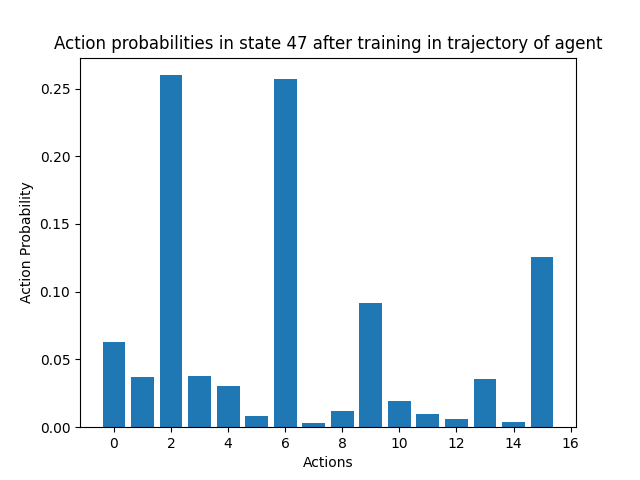 Action probabilities in state 47 after training in trajectory of agent
0.25
0.20
0.15
0.10
0.05
0.00
Action Probability
0 2 4 6 8 10 12 14 16
Actions